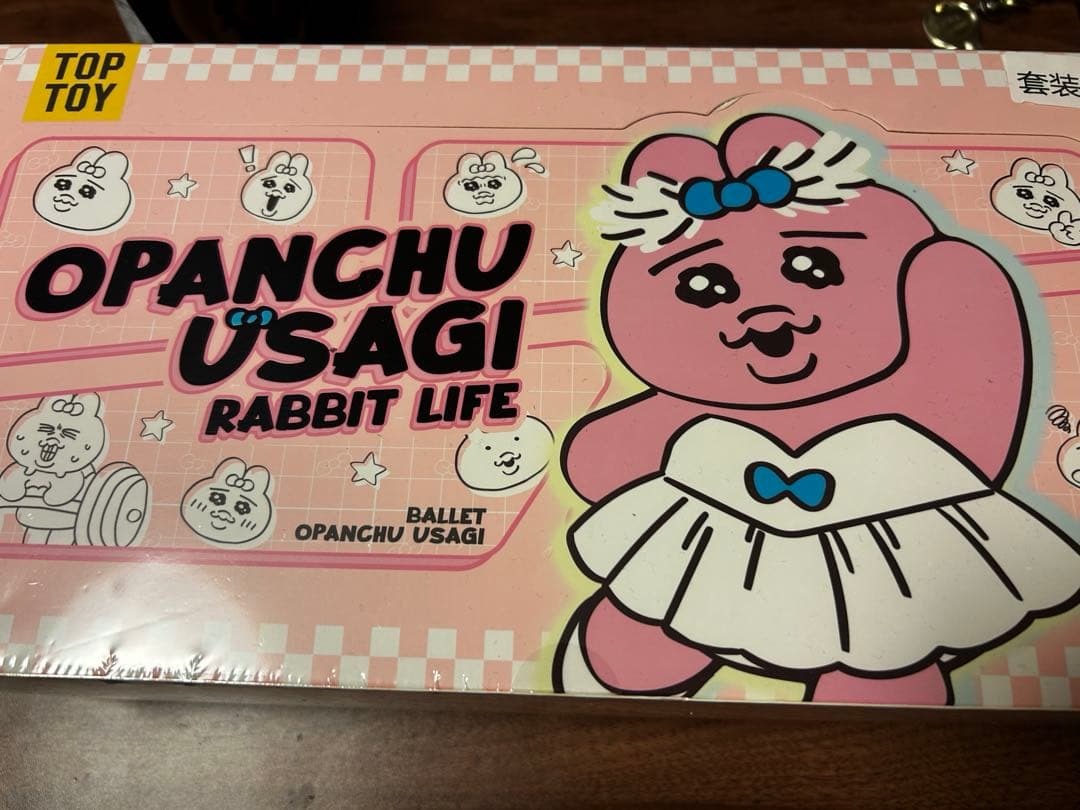 TOP
TOY
套装
OPANCHU
USAGI
RABBIT LIFE
BALLET
OPANCHU USAGI